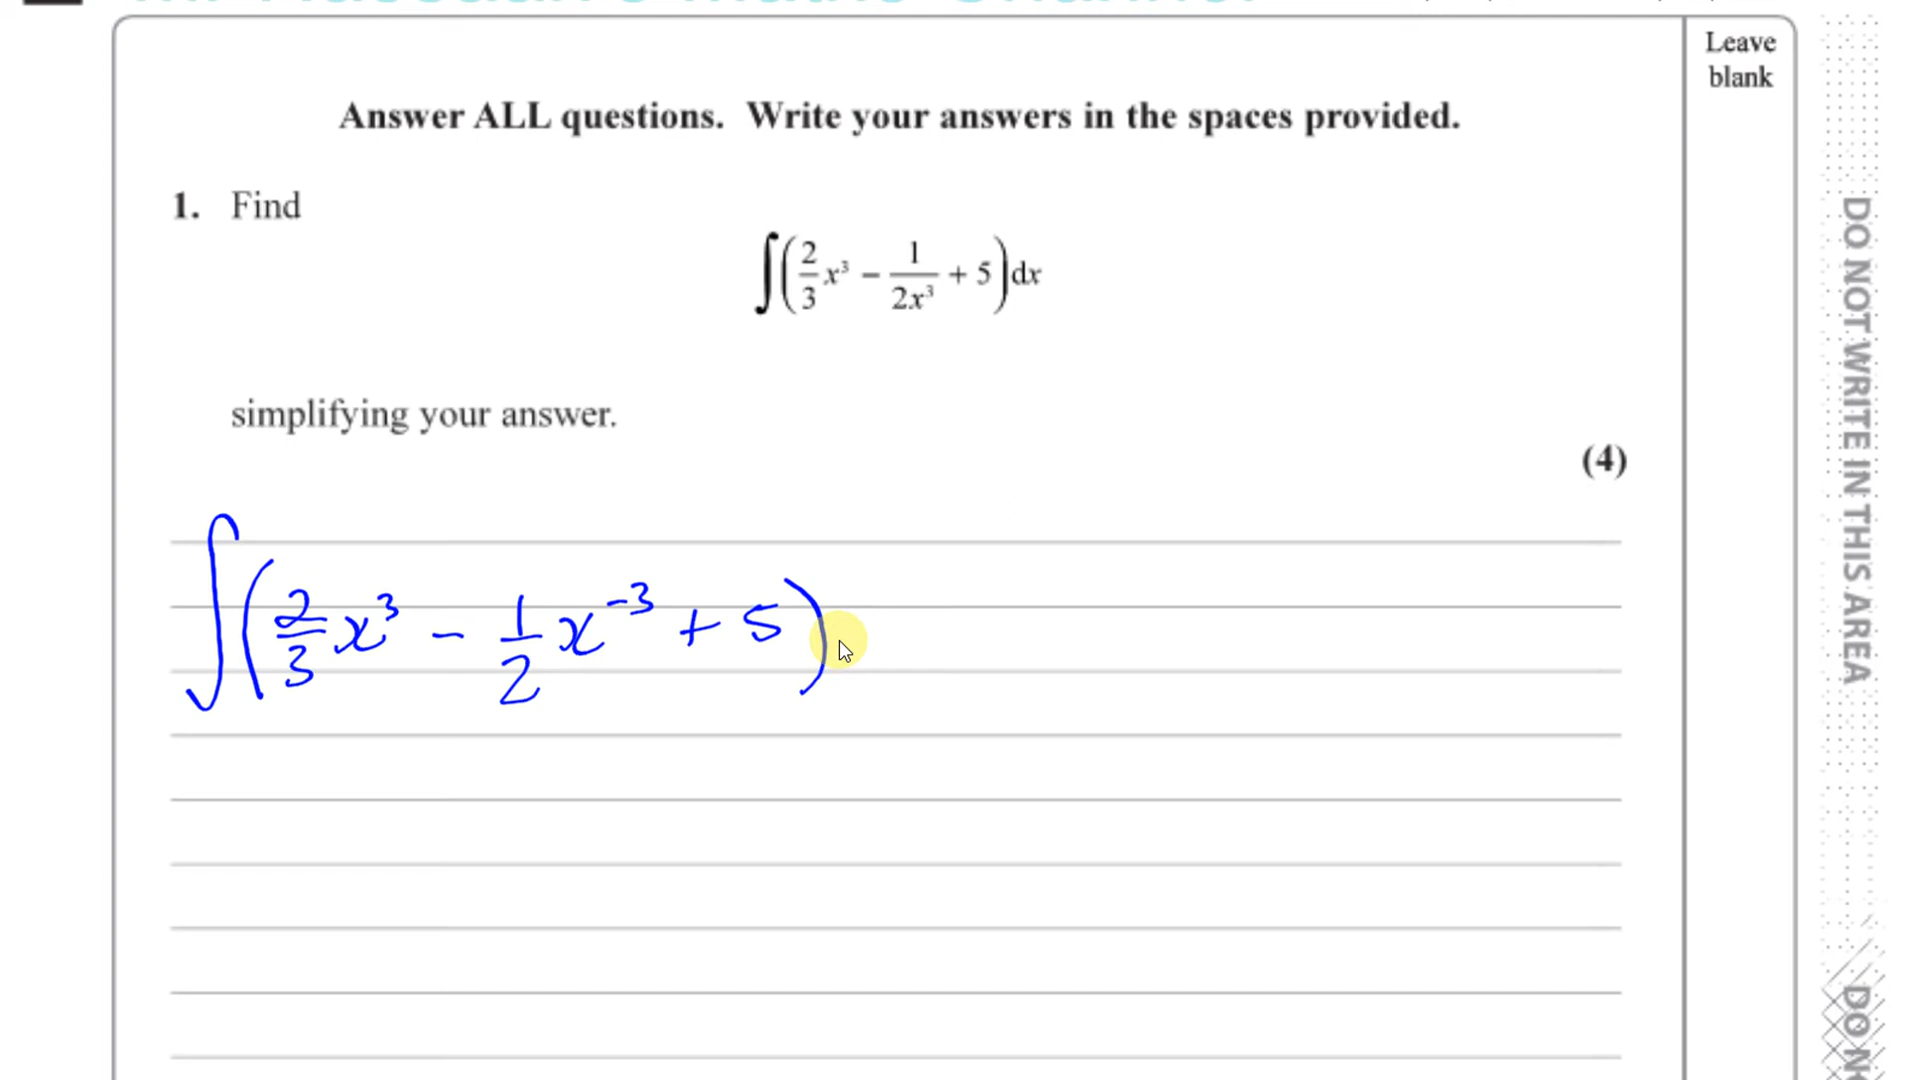 Leave
blank
Answer ALL questions. Write your answers in the spaces provided.
1. Find
∫(2/3 x³ − 1/(2x³) + 5)dx
simplifying your answer.
(4)
∫(2/3 x³ − 1/2 x⁻³ + 5)
DO NOT WRITE IN THIS AREA